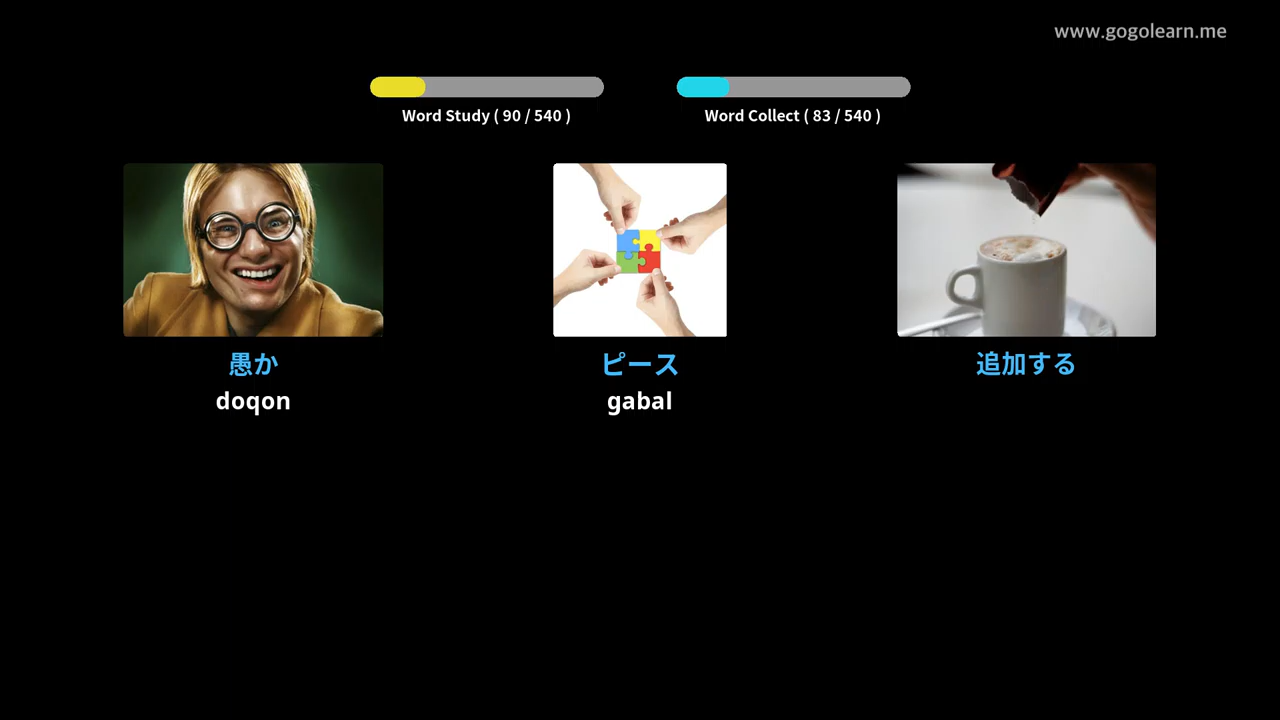 www.gogolearn.me
Word Study ( 90 / 540 )
Word Collect ( 83 / 540 )
愚か
ピース
追加する
doqon
gabal